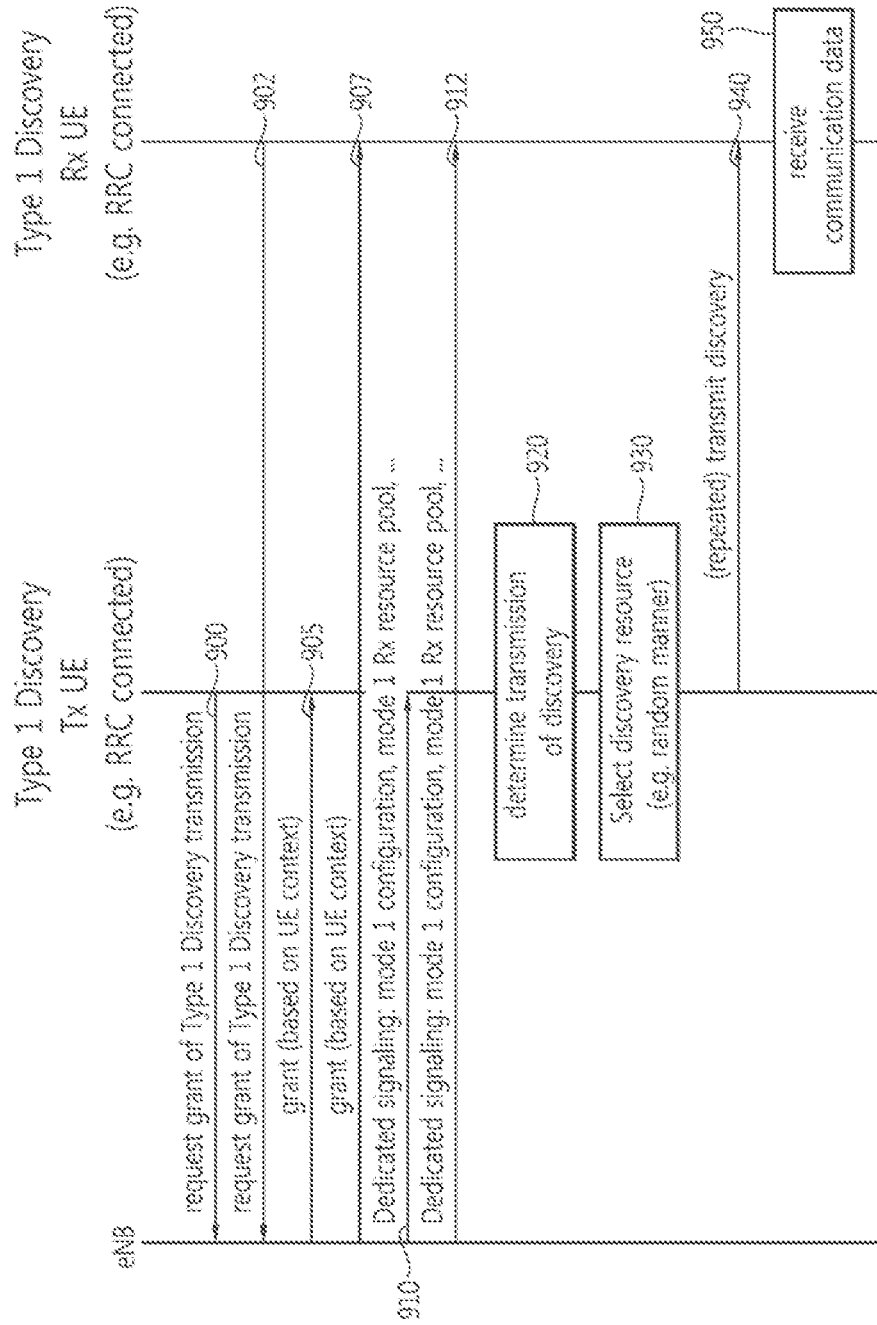 eNB
Type 1 Discovery
Tx UE
(e.g. RRC connected)
Type 1 Discovery
Rx UE
(e.g. RRC connected)
request grant of Type 1 Discovery transmission
900
request grant of Type 1 Discovery transmission
902
grant (based on UE context)
905
grant (based on UE context)
907
Dedicated signaling: mode 1 configuration, mode 1 Rx resource pool, ...
910
Dedicated signaling: mode 1 configuration, mode 1 Rx resource pool, ...
912
determine transmission
of discovery
920
Select discovery resource
(e.g. random manner)
930
(repeated) transmit discovery
940
receive
communication data
950